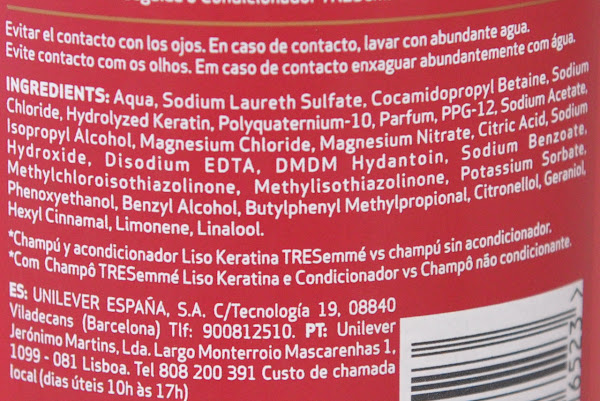 o Condicionador TRESemm
Evitar el contacto con los ojos. En caso de contacto, lavar con abundante agua.
Evite contacto com os olhos. Em caso de contacto enxaguar abundantemente com água.
INGREDIENTS: Aqua, Sodium Laureth Sulfate, Cocamidopropyl Betaine, Sodium
Chloride, Hydrolyzed Keratin, Polyquaternium-10, Parfum, PPG-12, Sodium Acetate,
Isopropyl Alcohol, Magnesium Chloride, Magnesium Nitrate, Citric Acid, Sodium
Hydroxide, Disodium EDTA, DMDM Hydantoin, Sodium Benzoate,
Methylchloroisothiazolinone, Methylisothiazolinone, Potassium Sorbate,
Phenoxyethanol, Benzyl Alcohol, Butylphenyl Methylpropional, Citronellol, Geraniol,
Hexyl Cinnamal, Limonene, Linalool.
*Champú y acondicionador Liso Keratina TRESemmé vs champú sin acondicionador.
*Com Champô TRESemmé Liso Keratina e Condicionador vs Champô não condicionante.
ES: UNILEVER ESPAÑA, S.A. C/Tecnología 19, 08840
Viladecans (Barcelona) Tlf: 900812510. PT: Unilever
Jerónimo Martins, Lda. Largo Monterroio Mascarenhas 1,
1099 - 081 Lisboa. Tel 808 200 391 Custo de chamada
local (dias úteis 10h às 17h)
6523